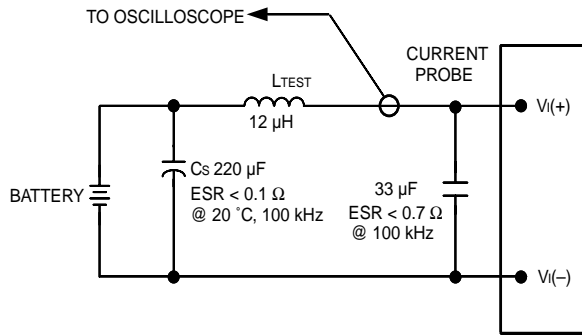 TO OSCILLOSCOPE
CURRENT
PROBE
LTEST
12 µH
VI(+)
CS 220 µF
ESR < 0.1 Ω
@ 20 ˚C, 100 kHz
BATTERY
33 µF
ESR < 0.7 Ω
@ 100 kHz
VI(–)